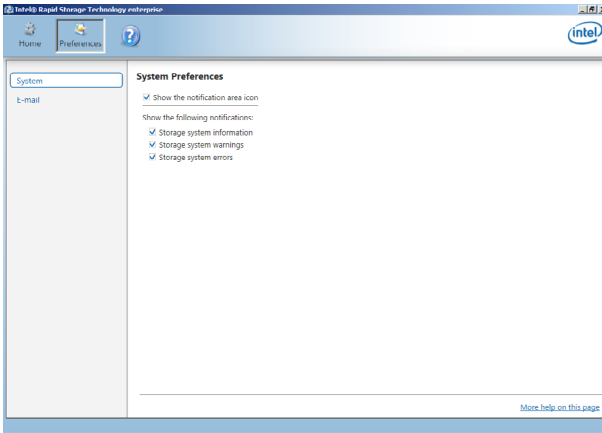 Intel® Rapid Storage Technology enterprise
Home
Preferences
?
intel
System
E-mail
System Preferences
Show the notification area icon
Show the following notifications:
Storage system information
Storage system warnings
Storage system errors
More help on this page